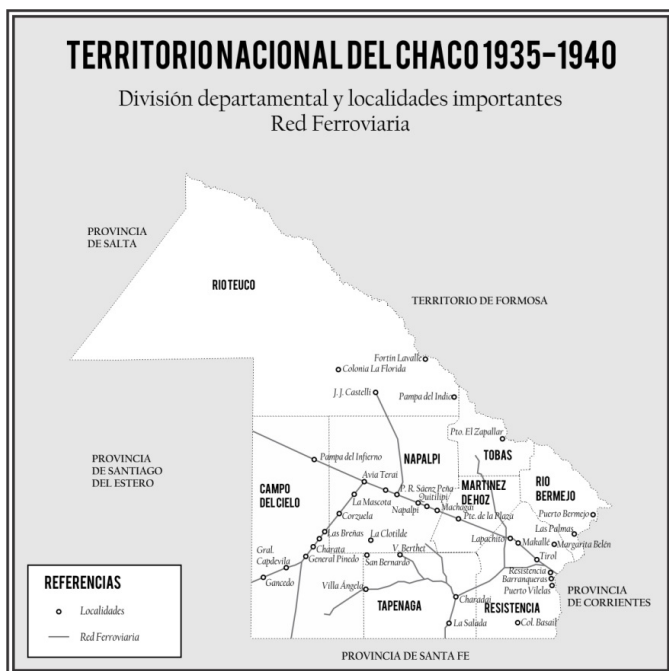 TERRITORIO NACIONAL DEL CHACO 1935-1940
División departamental y localidades importantes
Red Ferroviaria
PROVINCIA
DE SALTA
RIO TEUCO
TERRITORIO DE FORMOSA
Fortin Lavalle
Colonia La Florida
J. J. Castelli
Pampa del Indio
Pto. El Zapallar
PROVINCIA
DE SANTIAGO
DEL ESTERO
Pampa del Infierno
NAPALPI
TOBAS
Avia Terai
CAMPO
DEL CIELO
P. R. Sáenz Peña
MARTINEZ
DE HOZ
RIO
BERMEJO
La Mascota
Quitilipi
Napalpi
Machagai
Corzuela
Pte. de la Plaza
Puerto Bermejo
Las Breñas
La Clotilde
Las Palmas
Lapachito
Makallé
Margarita Belén
Charata
Gral.
Capdevila
General Pinedo
San Bernardo
V. Berthet
Tirol
Gancedo
Resistencia
Barranqueras
Puerto Vilelas
Villa Ángela
Charadai
PROVINCIA
DE CORRIENTES
TAPENAGA
RESISTENCIA
La Salada
Col. Basail
REFERENCIAS
Localidades
Red Ferroviaria
PROVINCIA DE SANTA FE